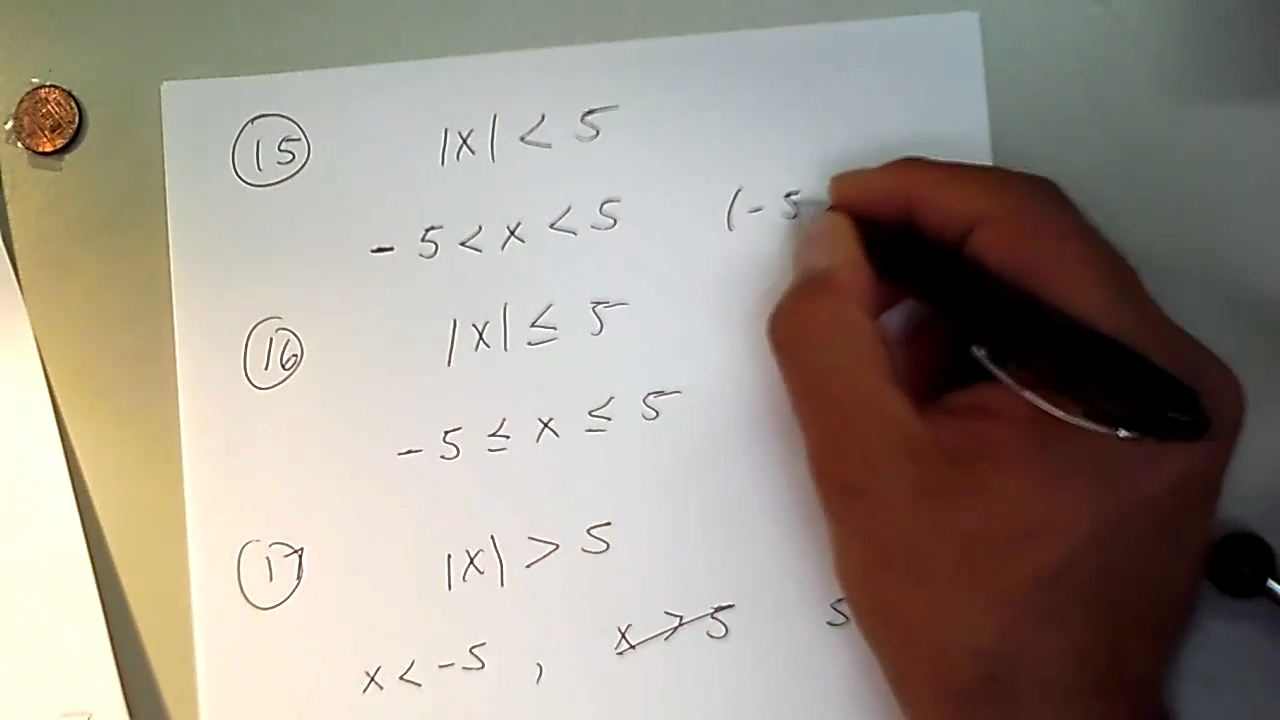 15 |x| < 5
- 5 < x < 5 (- 5
16 |x| ≤ 5
- 5 ≤ x ≤ 5
17 |x| > 5
x < - 5 , x > 5 5